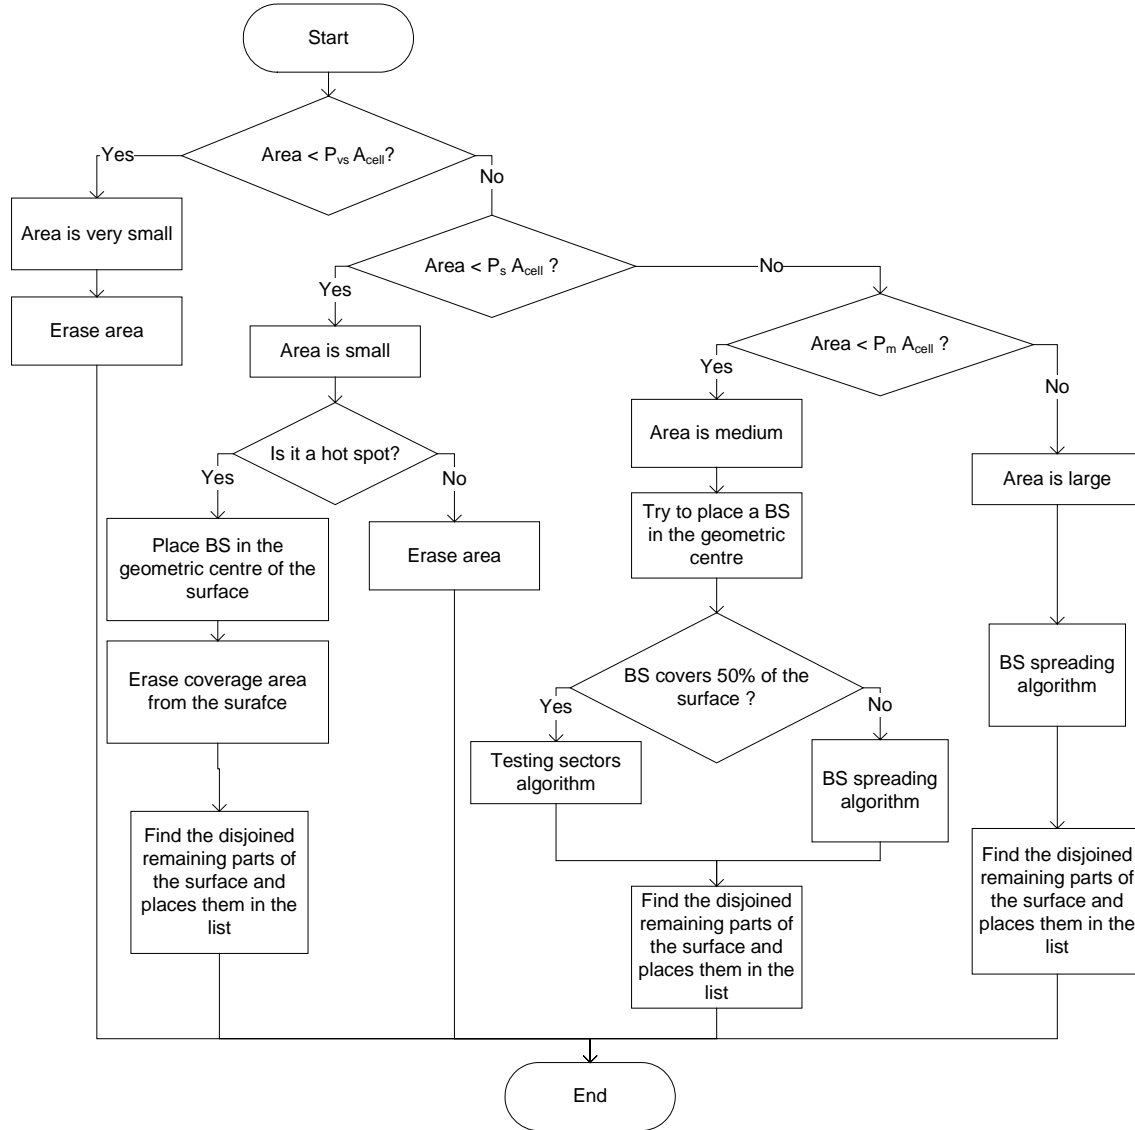 Start
Area < Pvs Acell?
Yes
No
Area is very small
Erase area
Area < Ps Acell ?
Yes
No
Area is small
Area < Pm Acell ?
Yes
No
Is it a hot spot?
Yes
No
Area is medium
Area is large
Place BS in the
geometric centre of the
surface
Erase area
Try to place a BS
in the geometric
centre
Erase coverage area
from the surafce
BS covers 50% of the
surface ?
Yes
No
BS spreading
algorithm
Testing sectors
algorithm
BS spreading
algorithm
Find the disjoined
remaining parts of
the surface and
places them in the
list
Find the disjoined
remaining parts of
the surface and
places them in the
list
Find the disjoined
remaining parts of
the surface and
places them in the
list
End